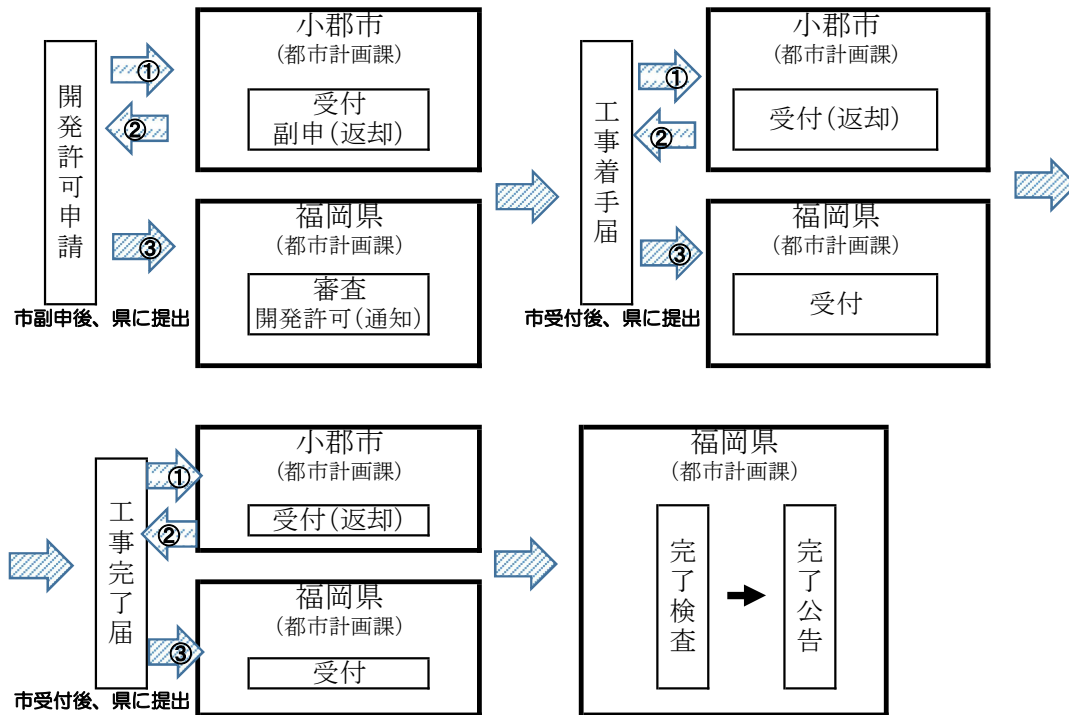 開発許可申請
①
②
③
市副申後、県に提出
小郡市
(都市計画課)
受付
副申(返却)
福岡県
(都市計画課)
審査
開発許可(通知)
工事着手届
①
②
③
市受付後、県に提出
小郡市
(都市計画課)
受付(返却)
福岡県
(都市計画課)
受付
工事完了届
①
②
③
市受付後、県に提出
小郡市
(都市計画課)
受付(返却)
福岡県
(都市計画課)
受付
福岡県
(都市計画課)
完了検査
完了公告